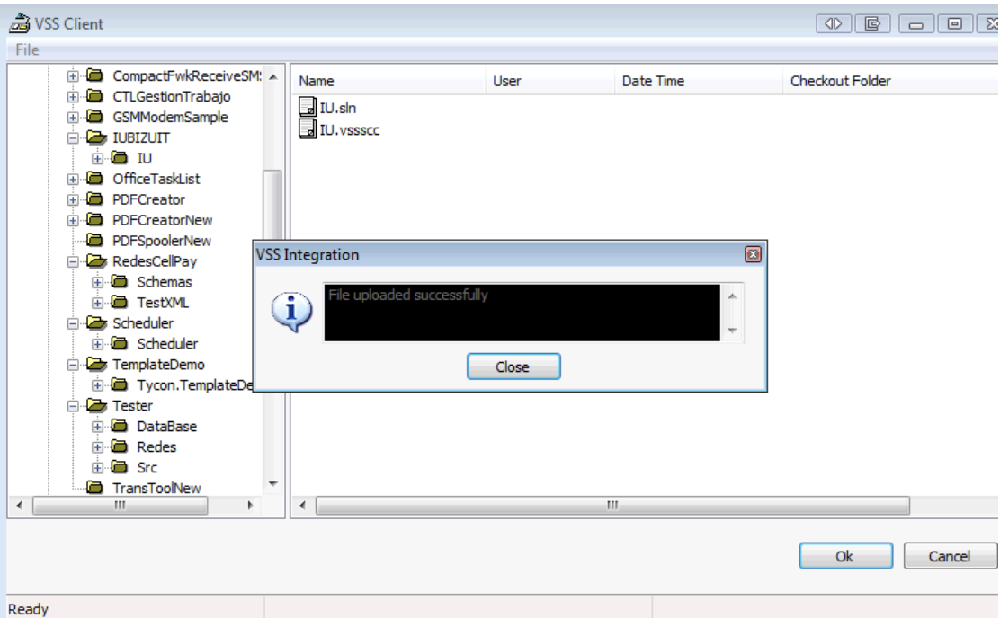 VSS Client
File
CompactFwkReceiveSM
CTLGestionTrabajo
GSMModemSample
IUBIZUIT
IU
OfficeTaskList
PDFCreator
PDFCreatorNew
PDFSpoolerNew
RedesCellPay
Schemas
TestXML
Scheduler
Scheduler
TemplateDemo
Tycon.TemplateDe
Tester
DataBase
Redes
Src
TransToolNew
Name User Date Time Checkout Folder
IU.sln
IU.vssscc
VSS Integration
File uploaded successfully
Close
Ok Cancel
Ready